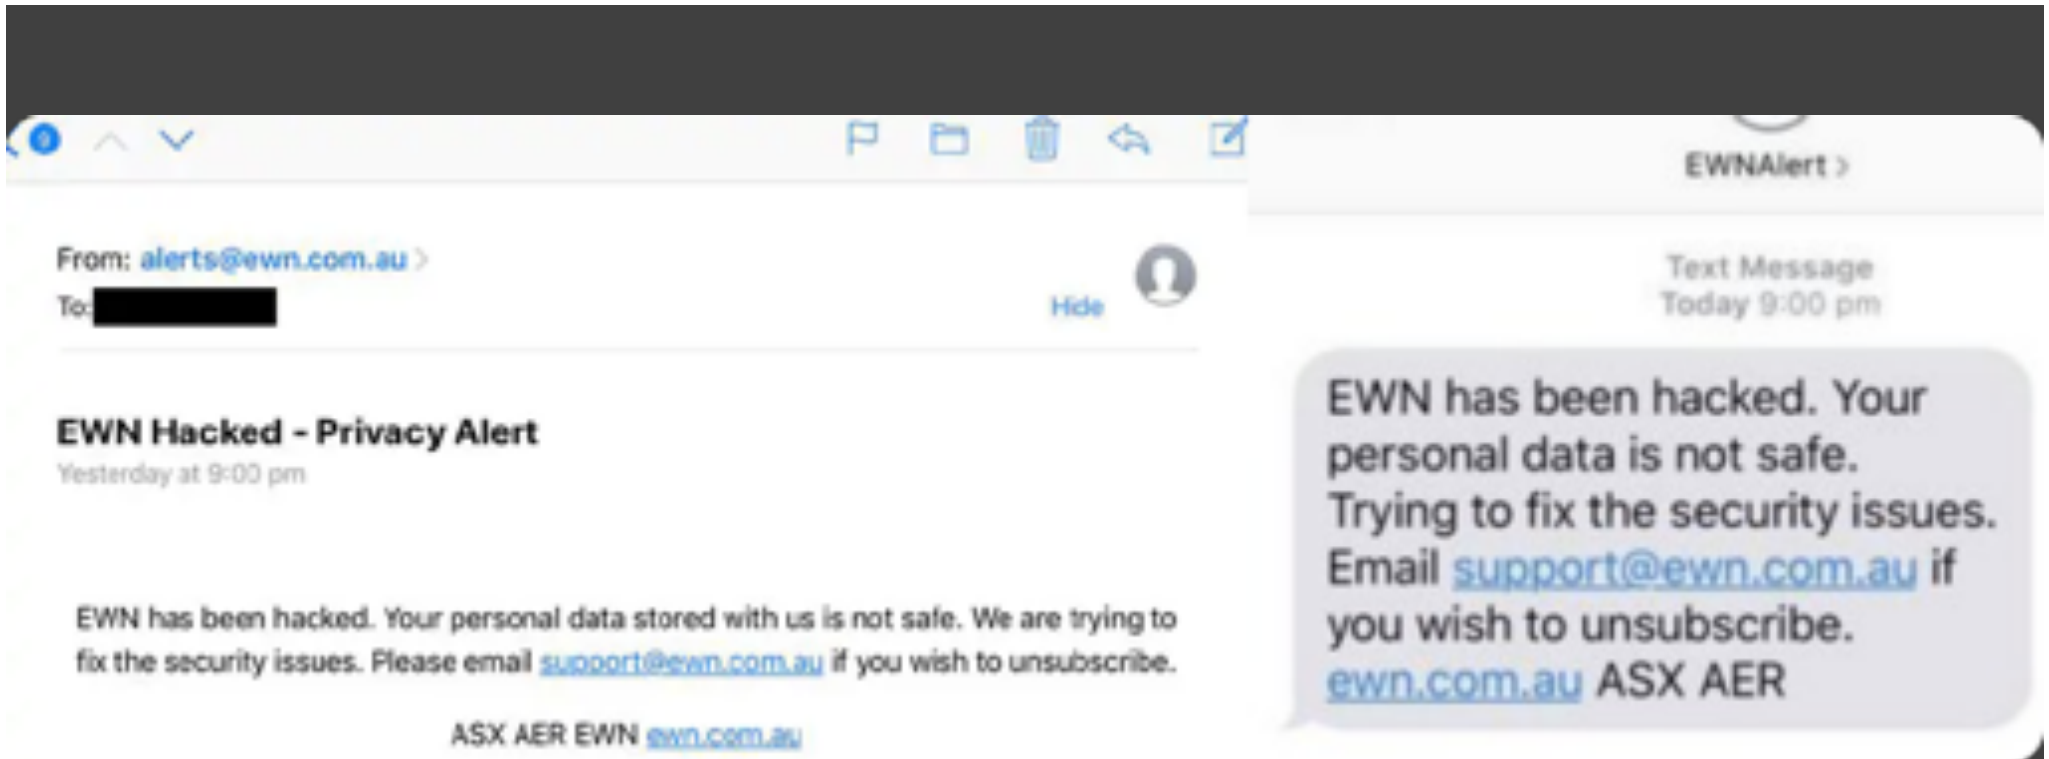 9
From: alerts@ewn.com.au >
To:
Hide
EWN Hacked - Privacy Alert
Yesterday at 9:00 pm
EWN has been hacked. Your personal data stored with us is not safe. We are trying to
fix the security issues. Please email support@ewn.com.au if you wish to unsubscribe.
ASX AER EWN ewn.com.au
EWNAlert >
Text Message
Today 9:00 pm
EWN has been hacked. Your
personal data is not safe.
Trying to fix the security issues.
Email support@ewn.com.au if
you wish to unsubscribe.
ewn.com.au ASX AER